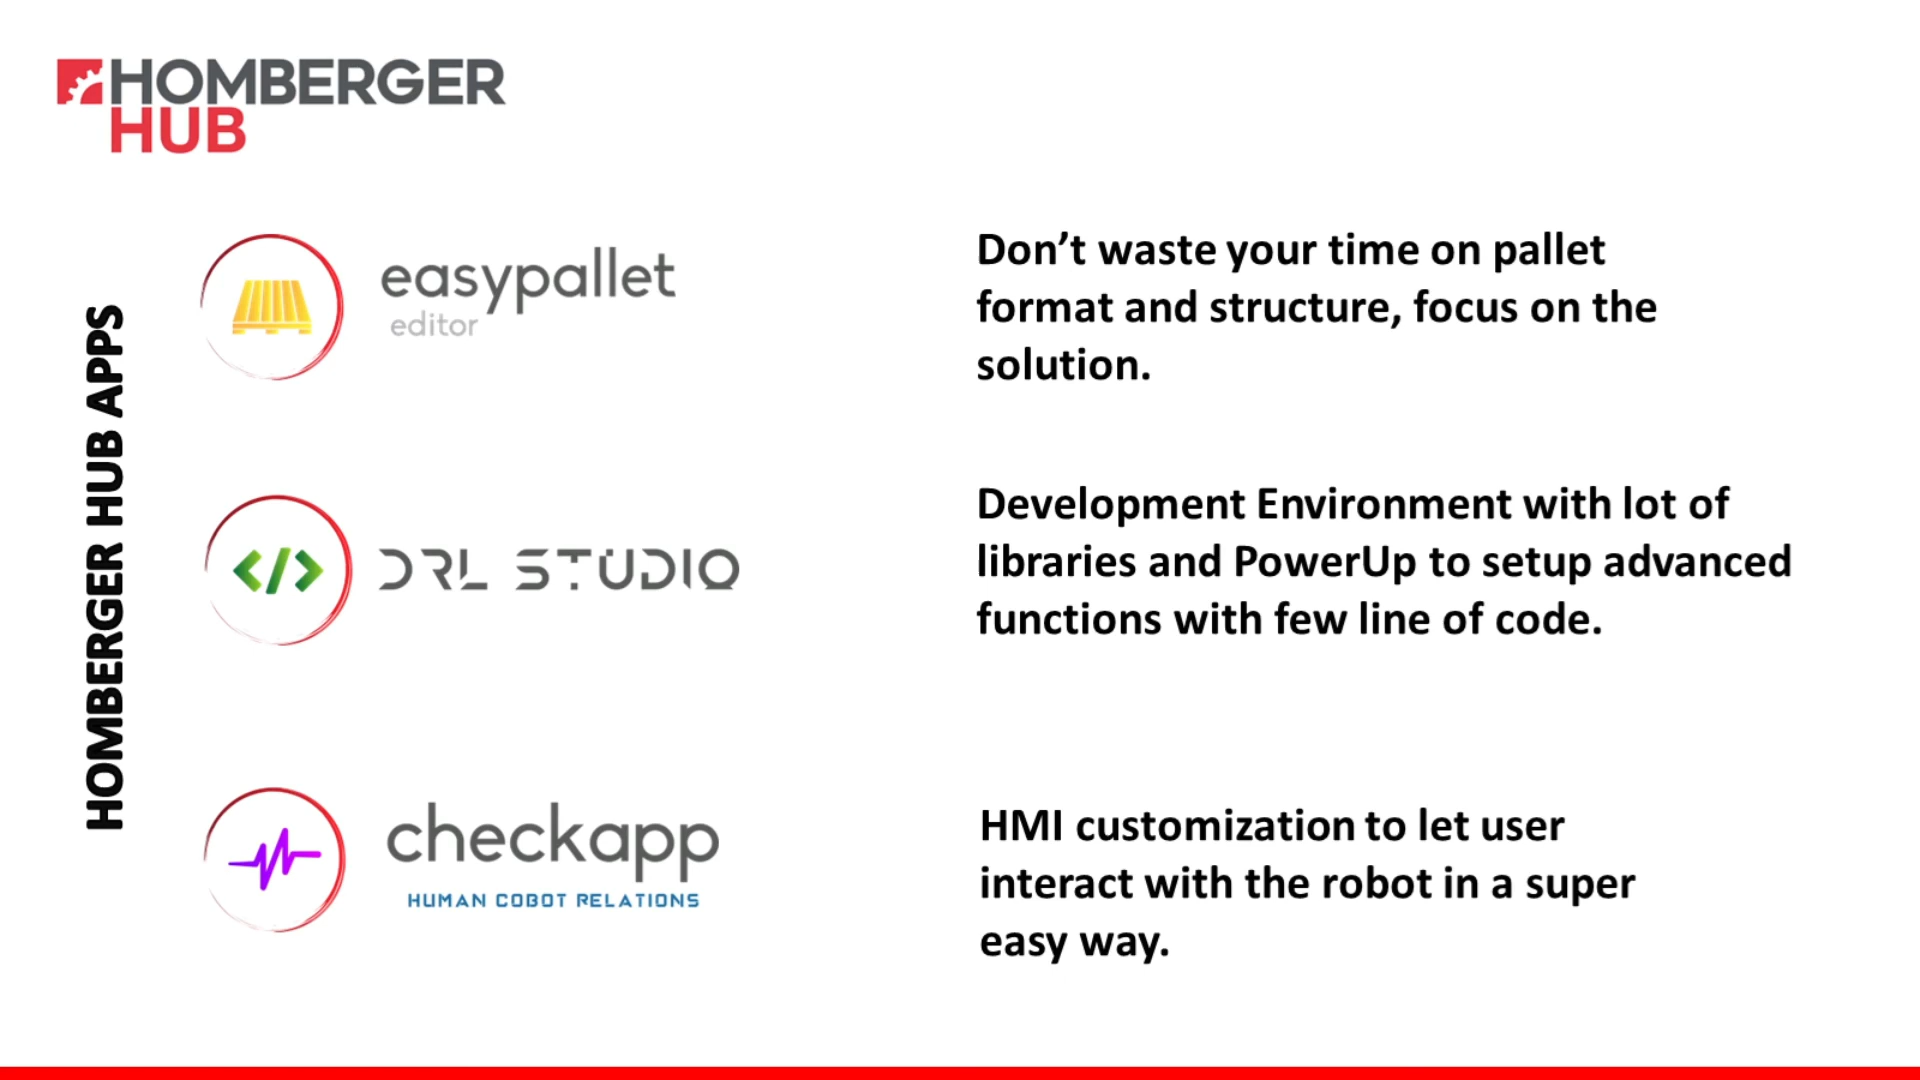 HOMBERGER
HUB
HOMBERGER HUB APPS
easypallet
editor
Don’t waste your time on pallet
format and structure, focus on the
solution.
DRL STUDIO
Development Environment with lot of
libraries and PowerUp to setup advanced
functions with few line of code.
checkapp
HUMAN COBOT RELATIONS
HMI customization to let user
interact with the robot in a super
easy way.